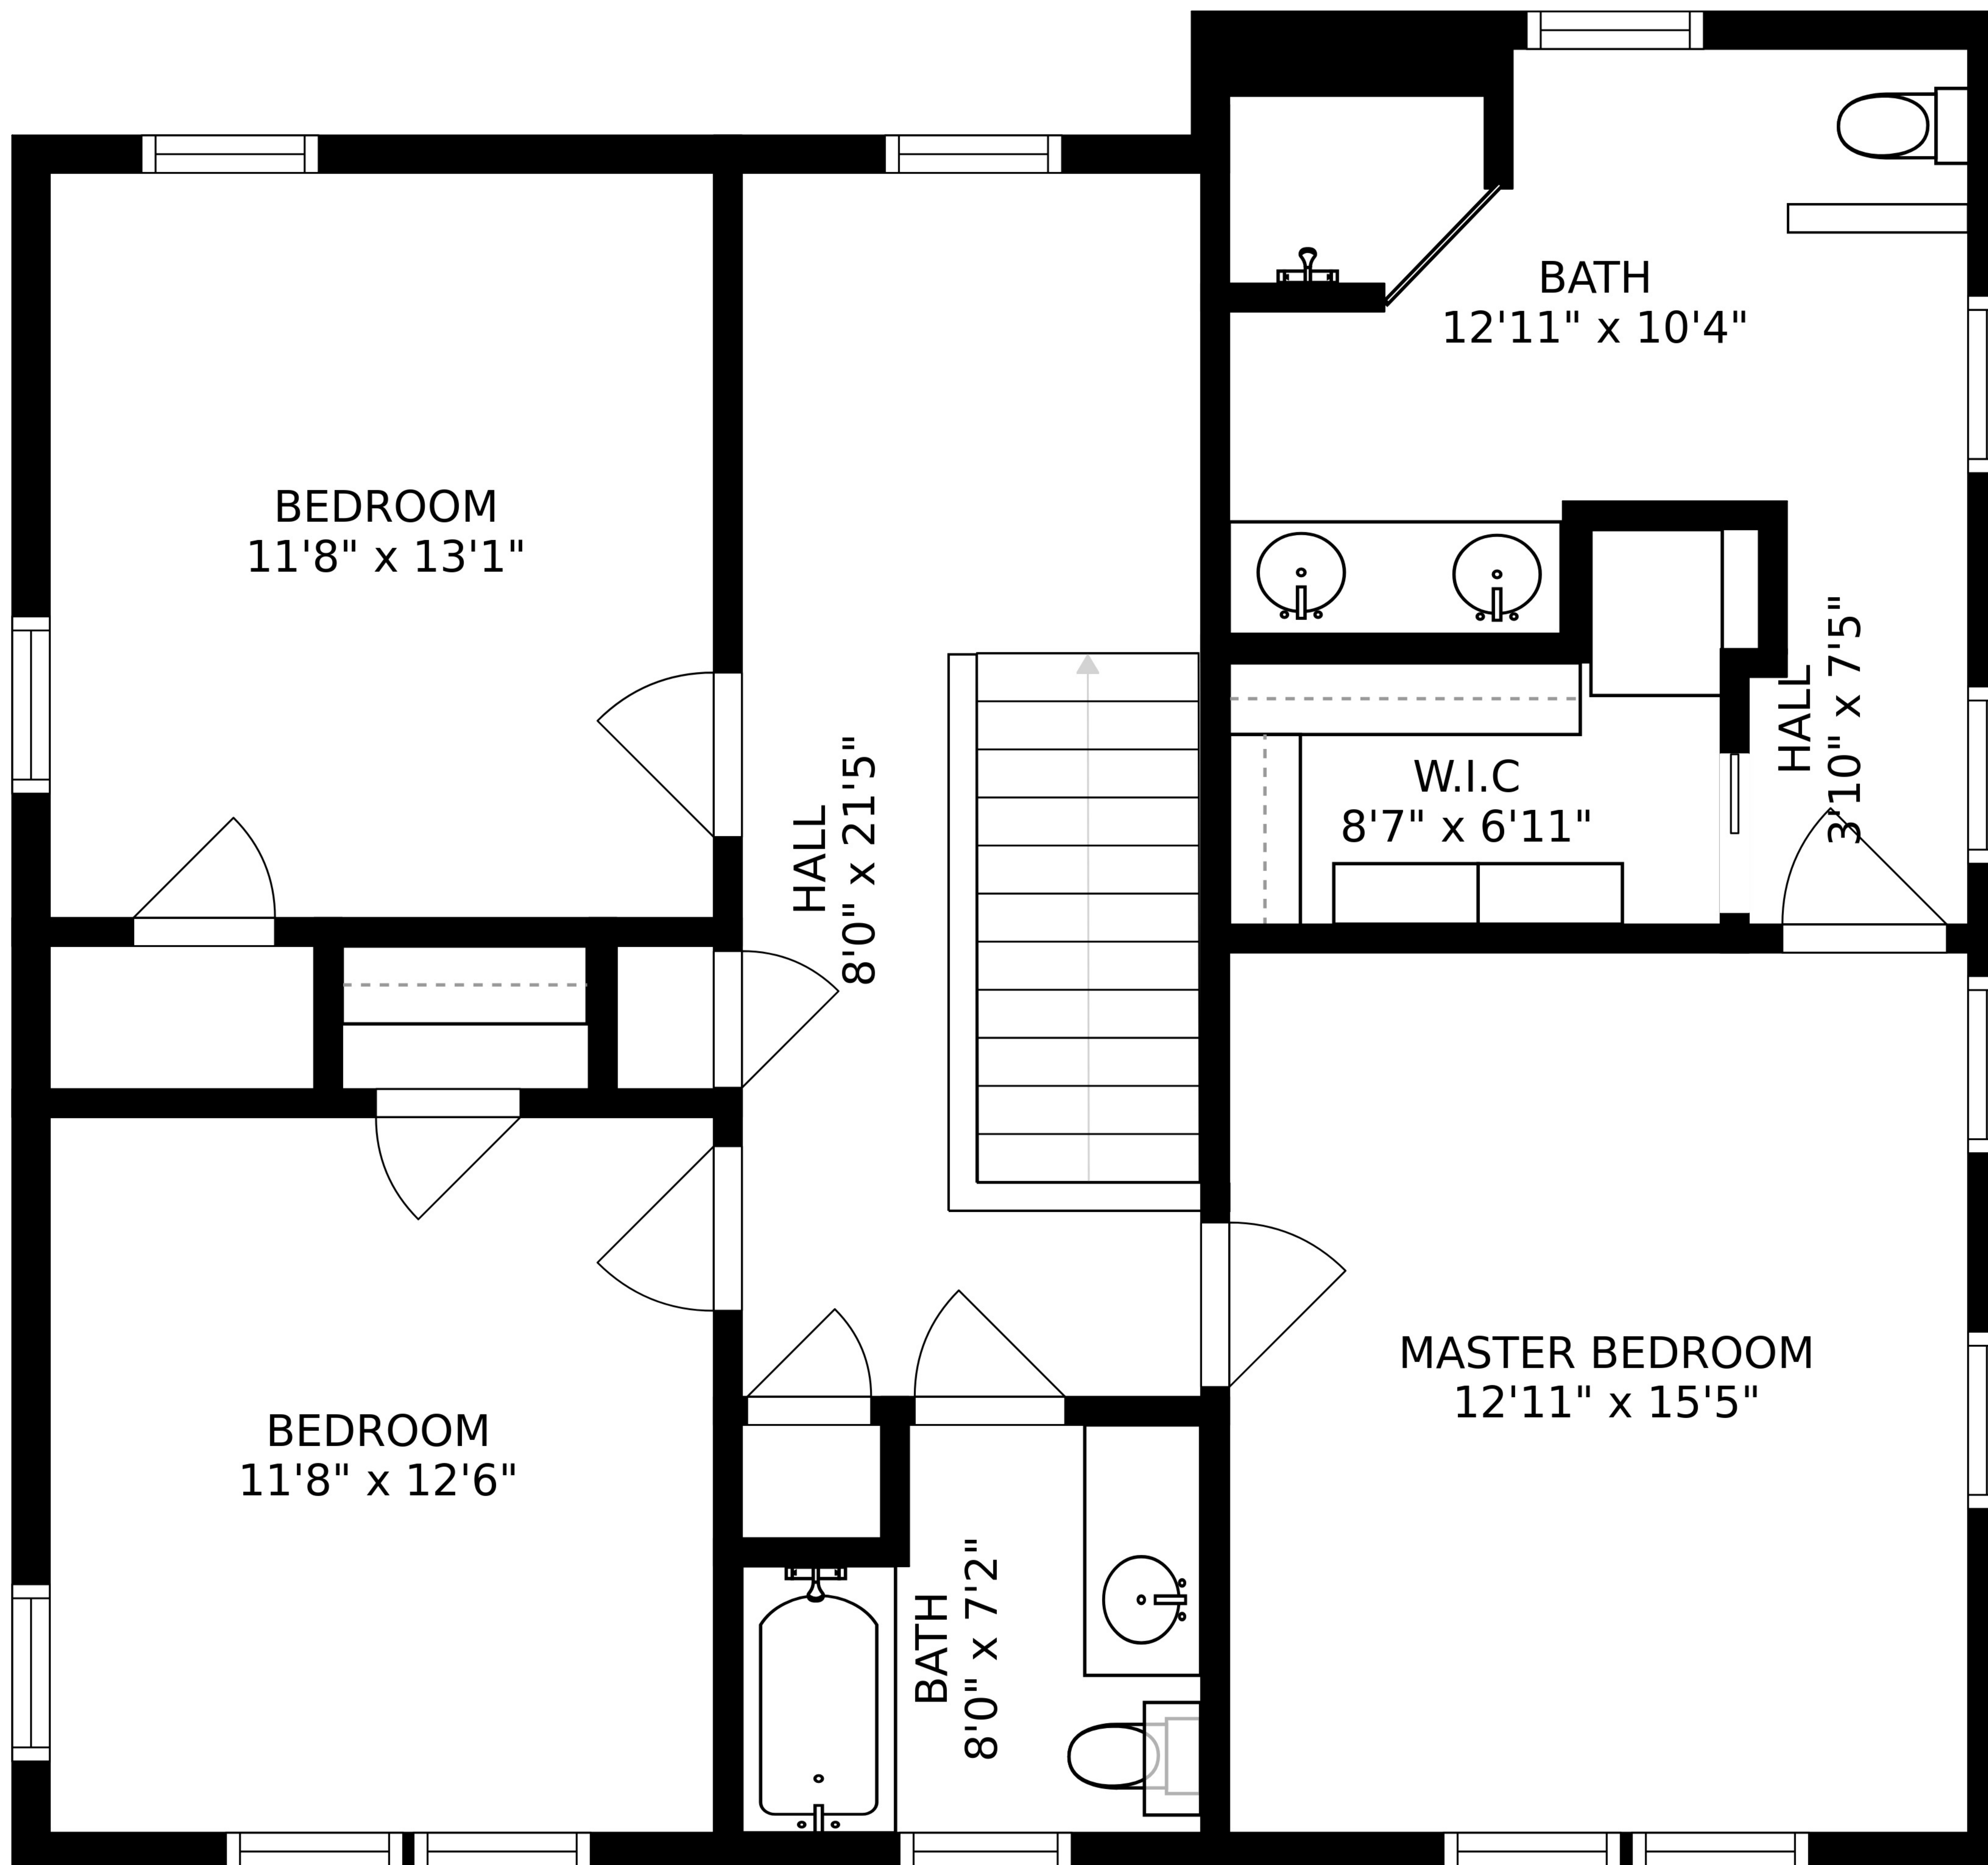 BATH
12'11" x 10'4"
BEDROOM
11'8" x 13'1"
HALL
3'10" x 7'5"
W.I.C
8'7" x 6'11"
HALL
8'0" x 21'5"
MASTER BEDROOM
12'11" x 15'5"
BEDROOM
11'8" x 12'6"
BATH
8'0" x 7'2"